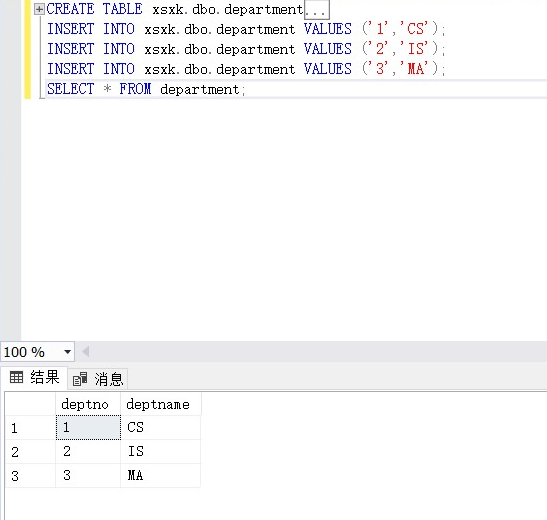 CREATE TABLE xsxk.dbo.department...
INSERT INTO xsxk.dbo.department VALUES ('1','CS');
INSERT INTO xsxk.dbo.department VALUES ('2','IS');
INSERT INTO xsxk.dbo.department VALUES ('3','MA');
SELECT * FROM department;
100 %
结果 消息
deptno deptname
1 1 CS
2 2 IS
3 3 MA